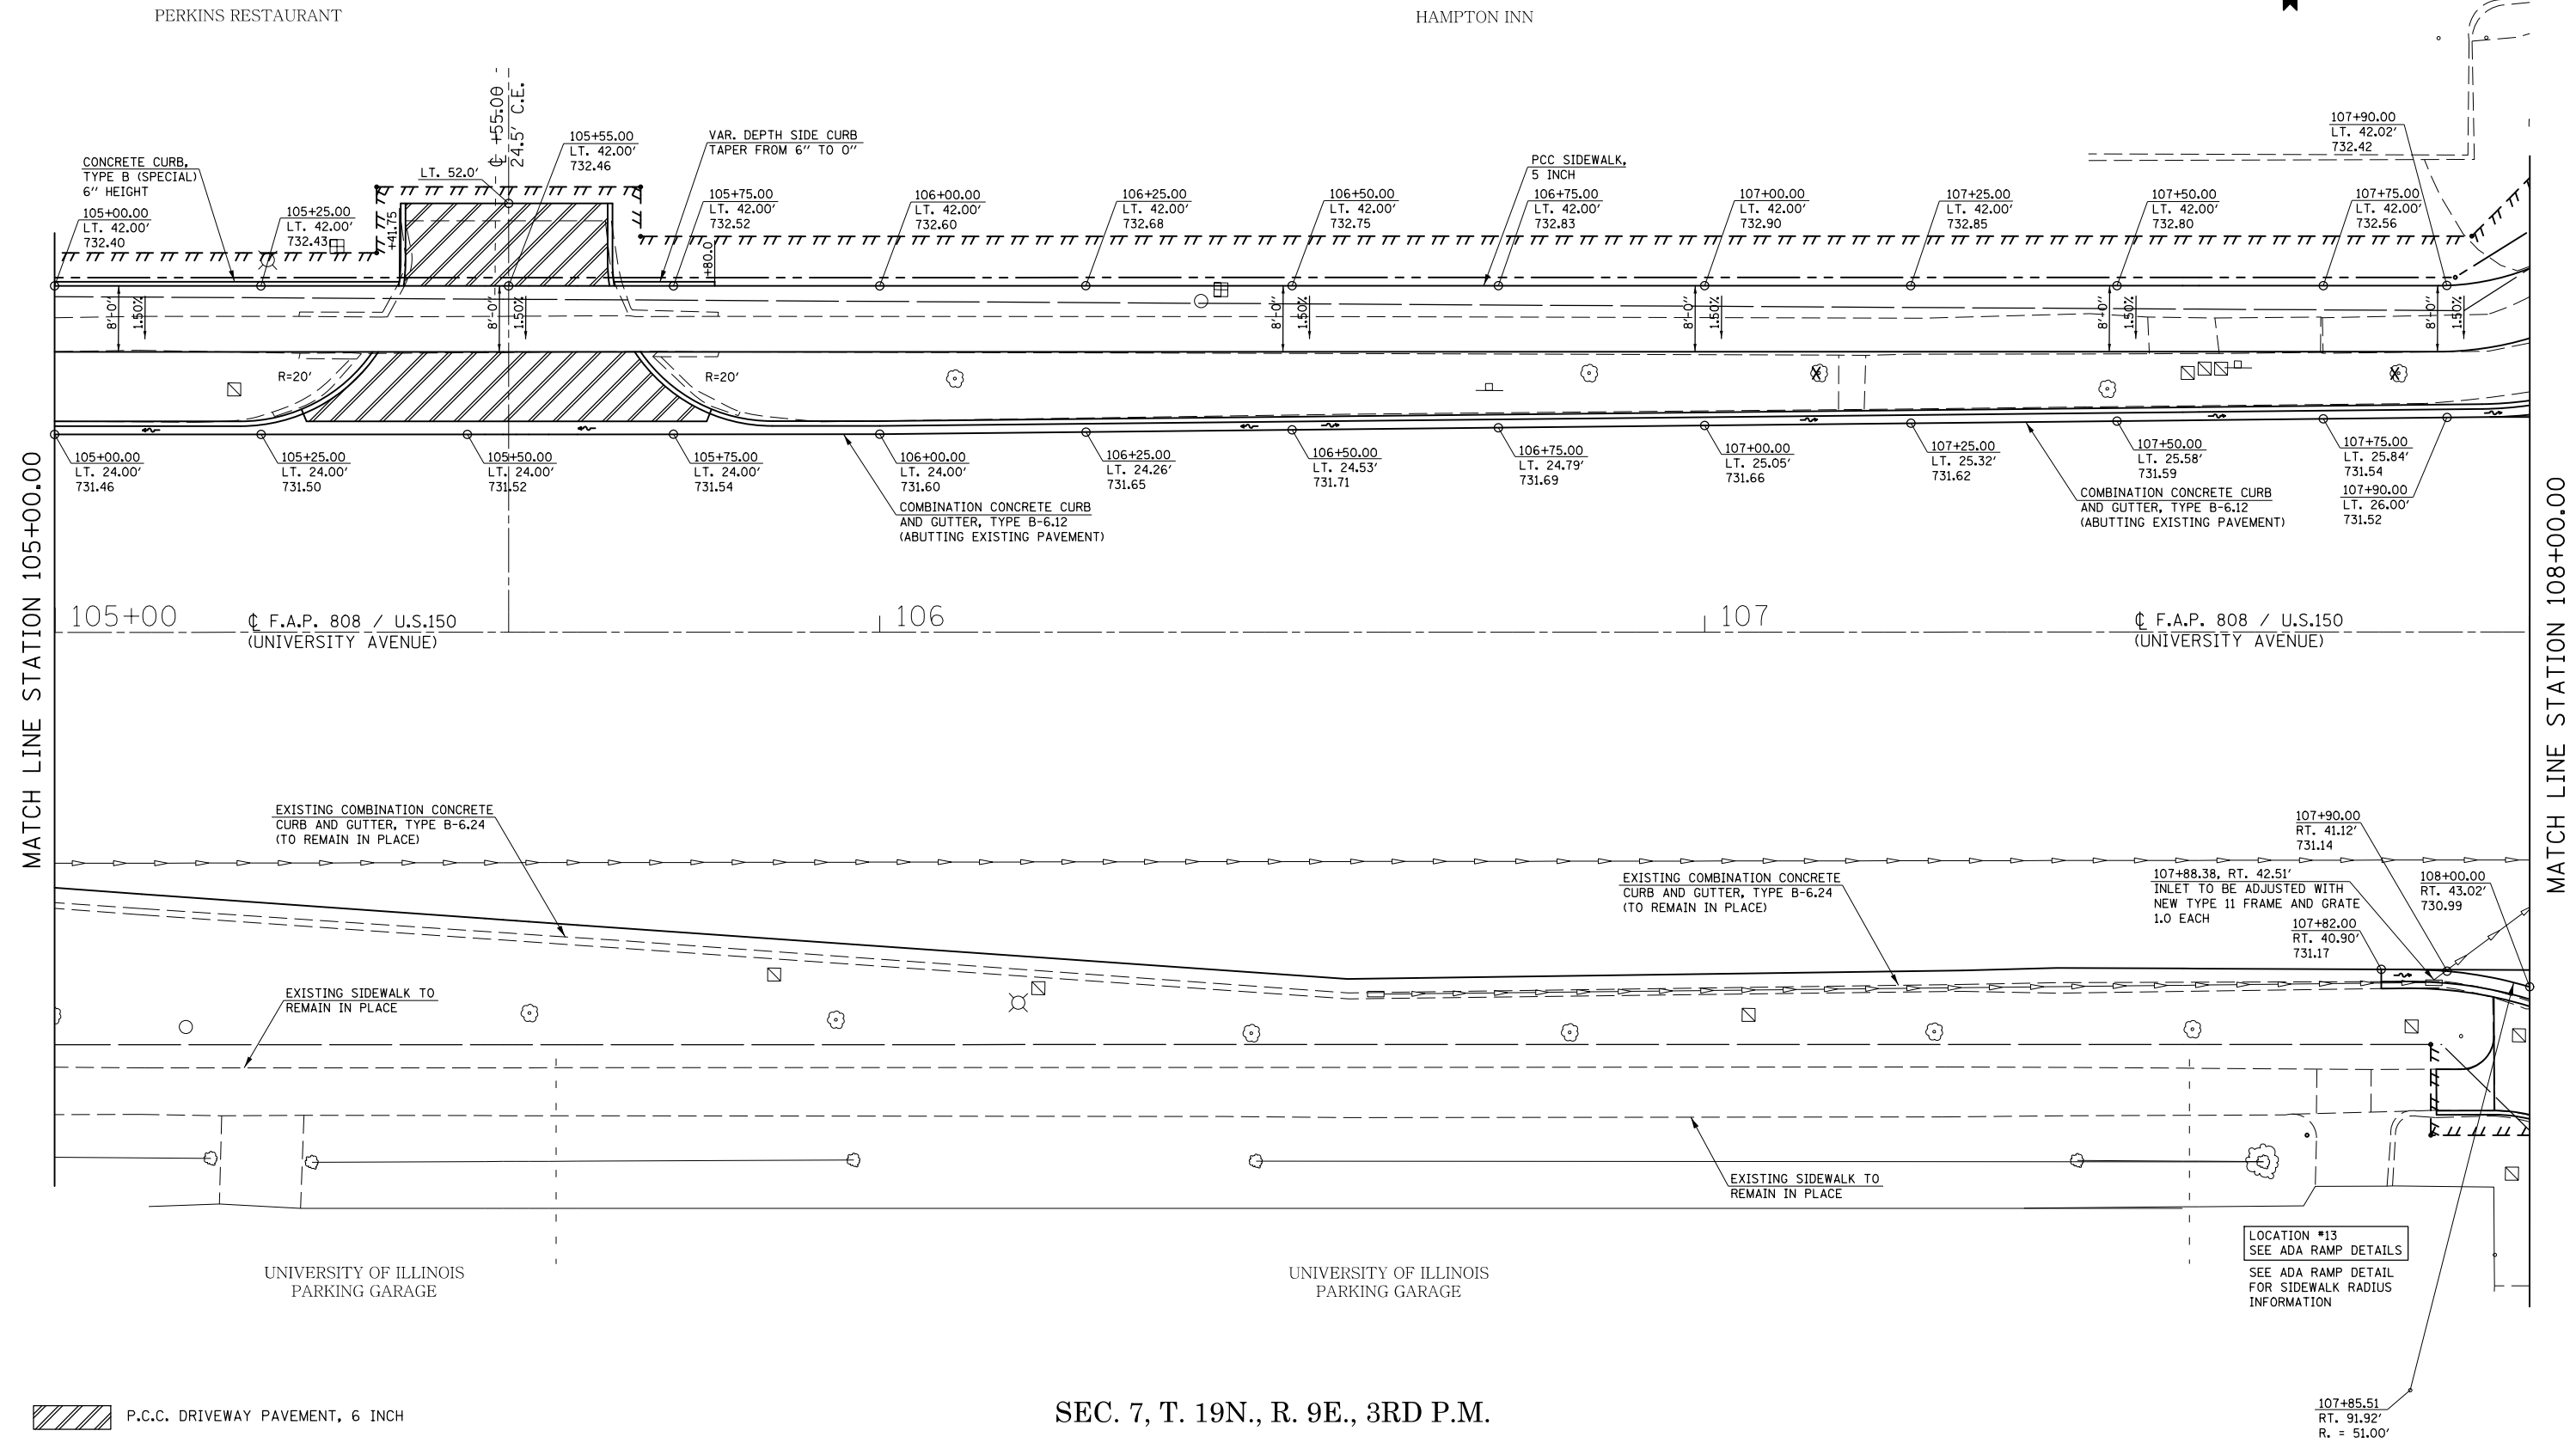 PERKINS RESTAURANT
HAMPTON INN
℄ +55.00
24.5' C.E.
CONCRETE CURB,
TYPE B (SPECIAL)
6" HEIGHT
105+00.00
LT. 42.00'
732.40
105+25.00
LT. 42.00'
732.43
LT. 52.0'
+41.75
105+55.00
LT. 42.00'
732.46
VAR. DEPTH SIDE CURB
TAPER FROM 6" TO 0"
105+75.00
LT. 42.00'
732.52
+80.0
106+00.00
LT. 42.00'
732.60
106+25.00
LT. 42.00'
732.68
106+50.00
LT. 42.00'
732.75
PCC SIDEWALK,
5 INCH
106+75.00
LT. 42.00'
732.83
107+00.00
LT. 42.00'
732.90
107+25.00
LT. 42.00'
732.85
107+50.00
LT. 42.00'
732.80
107+75.00
LT. 42.00'
732.56
107+90.00
LT. 42.02'
732.42
8'-0"
1.50%
8'-0"
1.50%
8'-0"
1.50%
8'-0"
1.50%
8'-0"
1.50%
8'-0"
1.50%
R=20'
R=20'
105+00.00
LT. 24.00'
731.46
105+25.00
LT. 24.00'
731.50
105+50.00
LT. 24.00'
731.52
105+75.00
LT. 24.00'
731.54
106+00.00
LT. 24.00'
731.60
106+25.00
LT. 24.26'
731.65
106+50.00
LT. 24.53'
731.71
106+75.00
LT. 24.79'
731.69
107+00.00
LT. 25.05'
731.66
107+25.00
LT. 25.32'
731.62
107+50.00
LT. 25.58'
731.59
107+75.00
LT. 25.84'
731.54
107+90.00
LT. 26.00'
731.52
COMBINATION CONCRETE CURB
AND GUTTER, TYPE B-6.12
(ABUTTING EXISTING PAVEMENT)
COMBINATION CONCRETE CURB
AND GUTTER, TYPE B-6.12
(ABUTTING EXISTING PAVEMENT)
MATCH LINE STATION 105+00.00
MATCH LINE STATION 108+00.00
105+00
℄ F.A.P. 808 / U.S.150
(UNIVERSITY AVENUE)
106
107
℄ F.A.P. 808 / U.S.150
(UNIVERSITY AVENUE)
EXISTING COMBINATION CONCRETE
CURB AND GUTTER, TYPE B-6.24
(TO REMAIN IN PLACE)
EXISTING COMBINATION CONCRETE
CURB AND GUTTER, TYPE B-6.24
(TO REMAIN IN PLACE)
107+90.00
RT. 41.12'
731.14
107+88.38, RT. 42.51'
INLET TO BE ADJUSTED WITH
NEW TYPE 11 FRAME AND GRATE
1.0 EACH
108+00.00
RT. 43.02'
730.99
107+82.00
RT. 40.90'
731.17
EXISTING SIDEWALK TO
REMAIN IN PLACE
EXISTING SIDEWALK TO
REMAIN IN PLACE
LOCATION #13
SEE ADA RAMP DETAILS
SEE ADA RAMP DETAIL
FOR SIDEWALK RADIUS
INFORMATION
UNIVERSITY OF ILLINOIS
PARKING GARAGE
UNIVERSITY OF ILLINOIS
PARKING GARAGE
107+85.51
RT. 91.92'
R. = 51.00'
P.C.C. DRIVEWAY PAVEMENT, 6 INCH
SEC. 7, T. 19N., R. 9E., 3RD P.M.